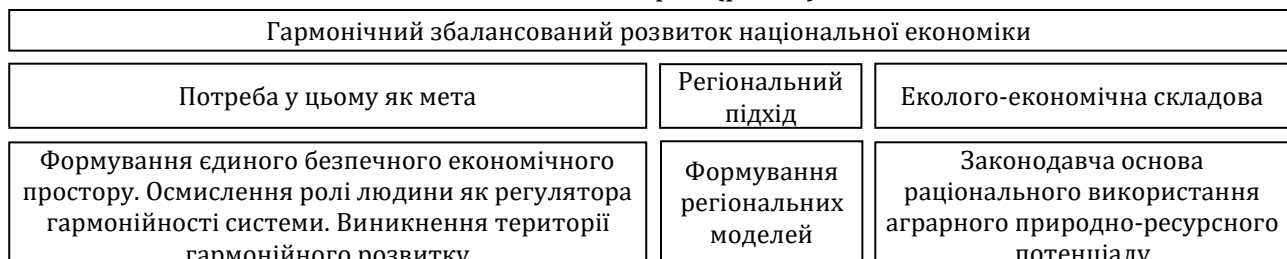 Гармонічний збалансований розвиток національної економіки
Потреба у цьому як мета
Регіональний
підхід
Еколого-економічна складова
Формування єдиного безпечного економічного
простору. Осмислення ролі людини як регулятора
гармонійності системи. Виникнення території
гармонійного розвитку
Формування
регіональних
моделей
Законодавча основа
раціонального використання
аграрного природно-ресурсного
потенціалу